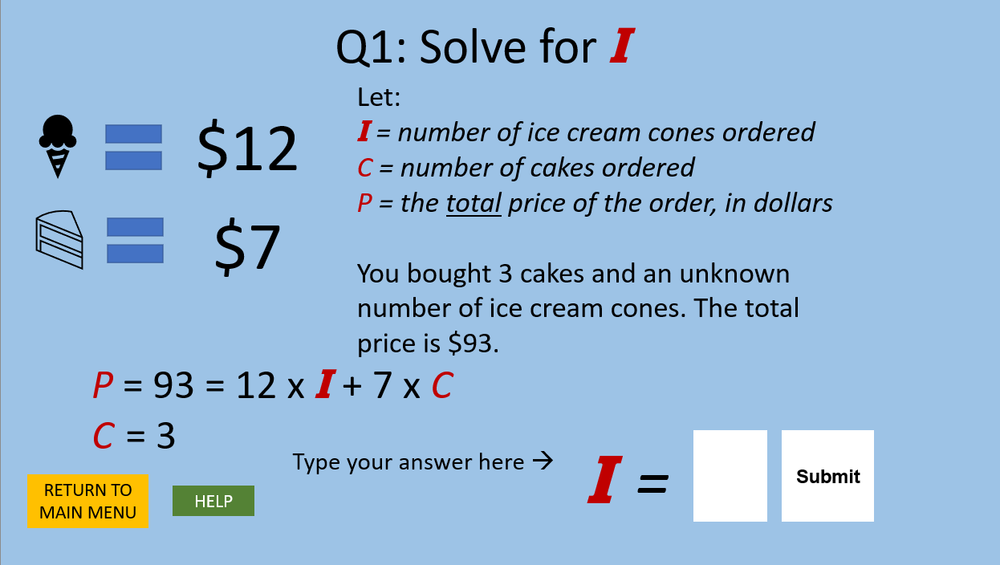 Q1: Solve for I
Let:
I = number of ice cream cones ordered
C = number of cakes ordered
P = the total price of the order, in dollars
$12
$7
You bought 3 cakes and an unknown
number of ice cream cones. The total
price is $93.
P = 93 = 12 x I + 7 x C
C = 3
Type your answer here →
I =
Submit
RETURN TO
MAIN MENU
HELP